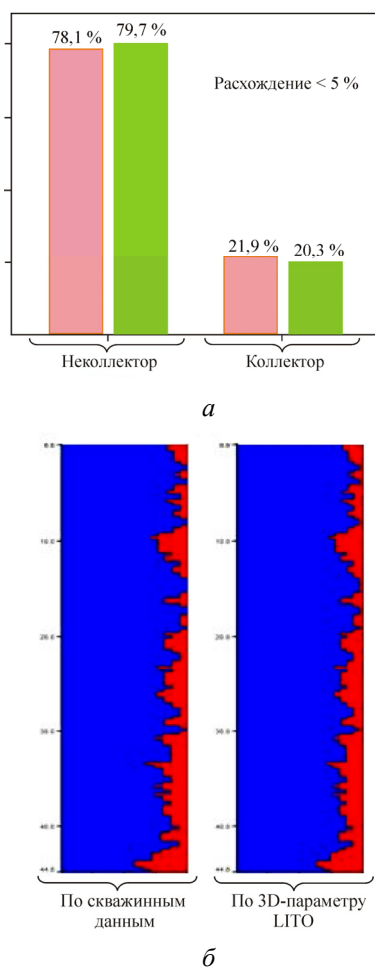 78,1 %
79,7 %
Расхождение < 5 %
21,9 %
20,3 %
Неколлектор
Коллектор
а
По скважинным
данным
По 3D-параметру
LITO
б